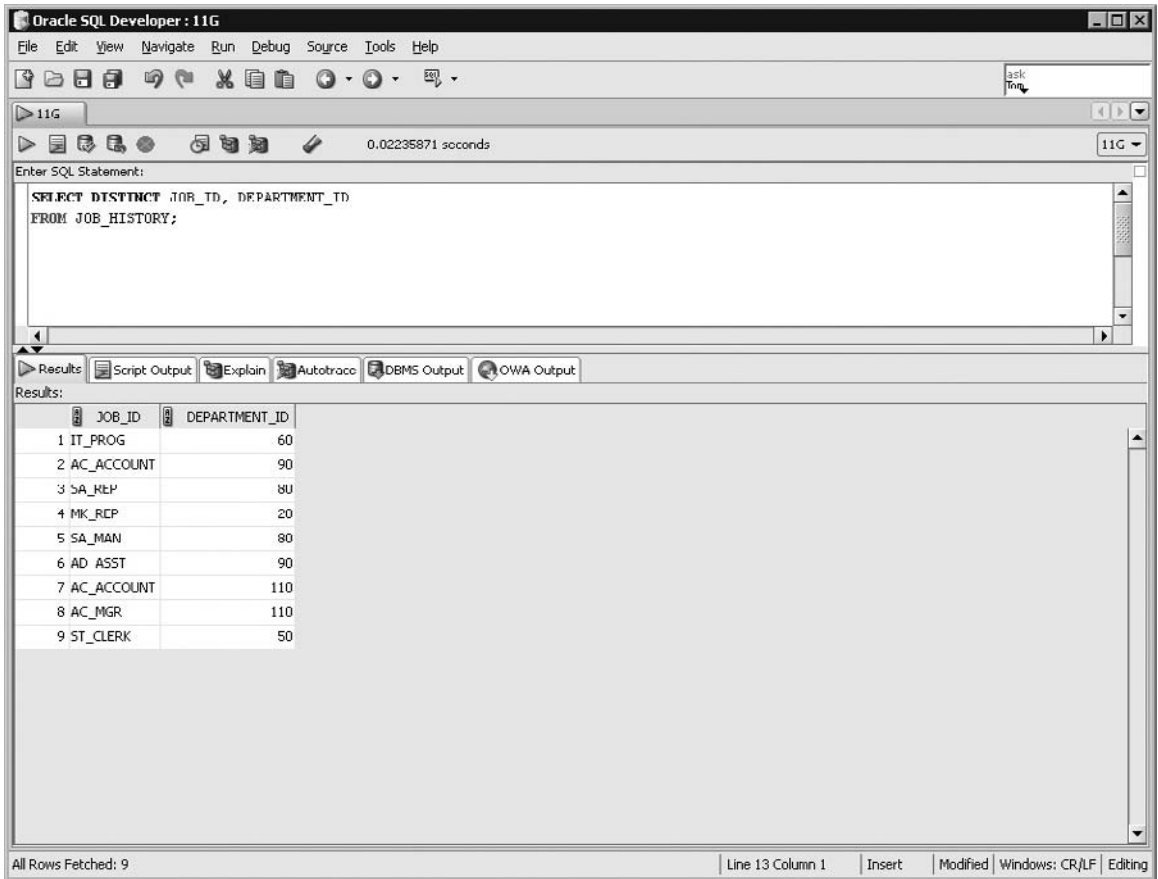 Oracle SQL Developer : 11G
File Edit View Navigate Run Debug Source Tools Help
ask
Tom
11G
0.02235871 seconds
11G
Enter SQL Statement:
SELECT DISTINCT JOB_ID, DEPARTMENT_ID
FROM JOB_HISTORY;
Results Script Output Explain Autotrace DBMS Output OWA Output
Results:
JOB_ID DEPARTMENT_ID
1 IT_PROG 60
2 AC_ACCOUNT 90
3 SA_REP 80
4 MK_REP 20
5 SA_MAN 80
6 AD_ASST 90
7 AC_ACCOUNT 110
8 AC_MGR 110
9 ST_CLERK 50
All Rows Fetched: 9 Line 13 Column 1 Insert Modified Windows: CR/LF Editing